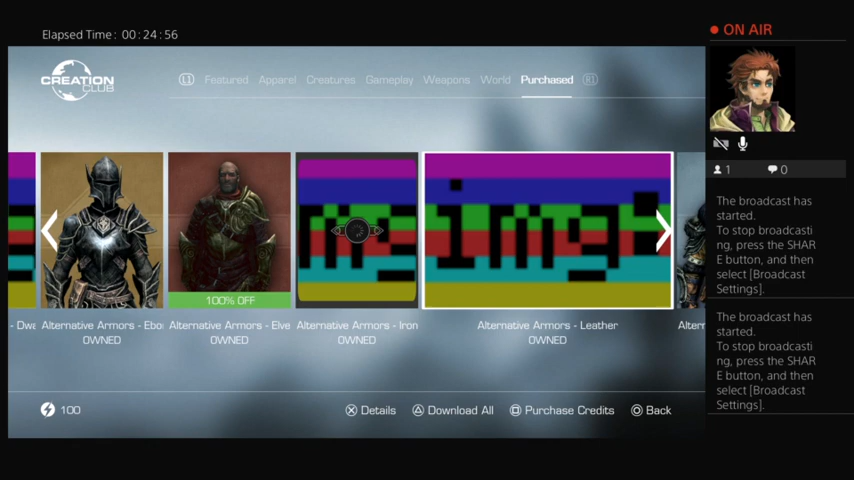 Elapsed Time: 00:24:56
ON AIR
CREATION
CLUB
L1 Featured Apparel Creatures Gameplay Weapons World Purchased R1
1 0
The broadcast has
started.
To stop broadcasti
ng, press the SHAR
E button, and then
select [Broadcast
Settings].
100% OFF
- Dwa Alternative Armors - Ebo Alternative Armors - Elve Alternative Armors - Iron Alternative Armors - Leather Altern
OWNED OWNED OWNED OWNED
The broadcast has
started.
To stop broadcasti
ng, press the SHAR
E button, and then
select [Broadcast
Settings].
100 Details Download All Purchase Credits Back